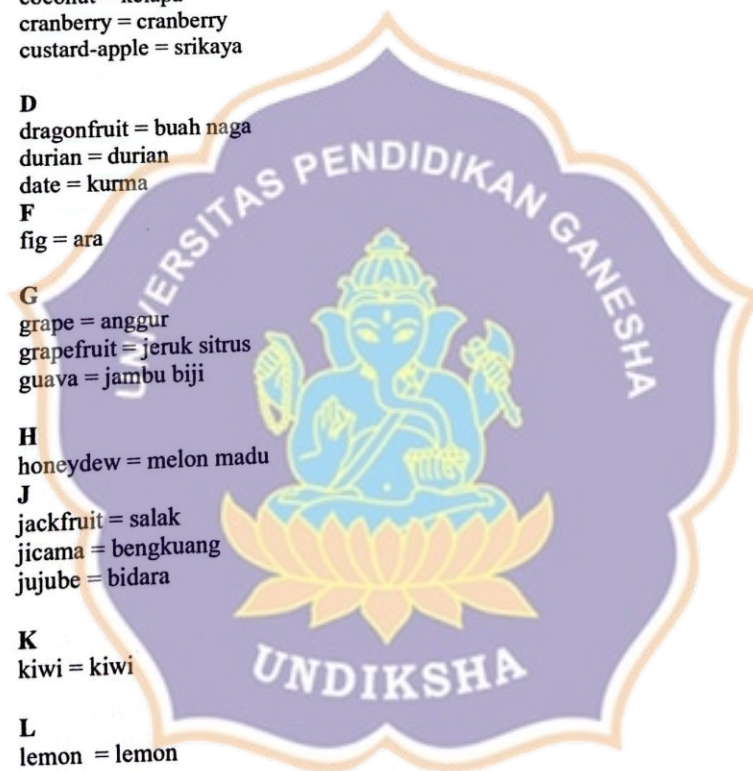 coconut = kelapa
cranberry = cranberry
custard-apple = srikaya
D
dragonfruit = buah naga
durian = durian
date = kurma
F
fig = ara
G
grape = anggur
grapefruit = jeruk sitrus
guava = jambu biji
H
honeydew = melon madu
J
jackfruit = salak
jicama = bengkuang
jujube = bidara
K
kiwi = kiwi
L
lemon = lemon
UNIVERSITAS PENDIDIKAN GANESHA
UNDIKSHA